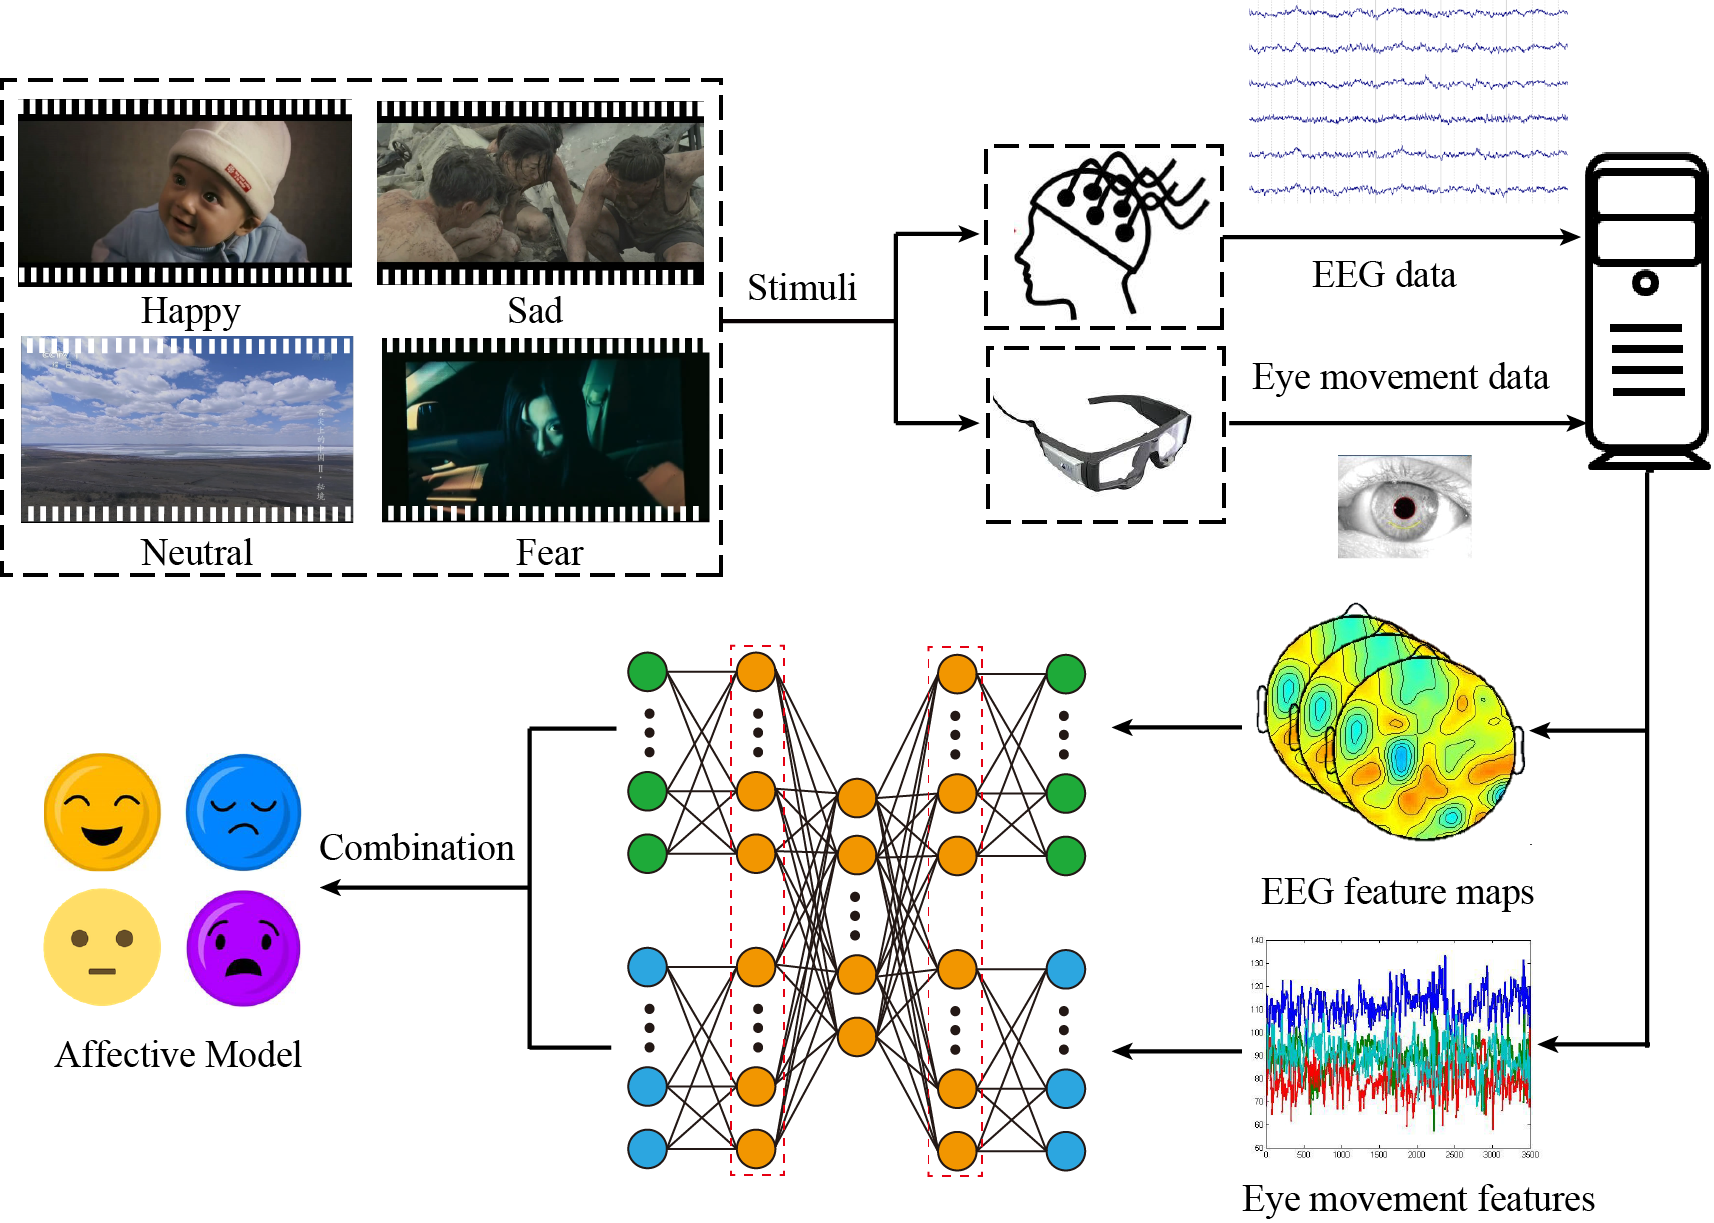 Happy
Sad
Neutral
Fear
Stimuli
EEG data
Eye movement data
EEG feature maps
140
130
120
110
100
90
80
70
60
50
0
500
1000
1500
2000
2500
3000
3500
Eye movement features
Combination
Affective Model